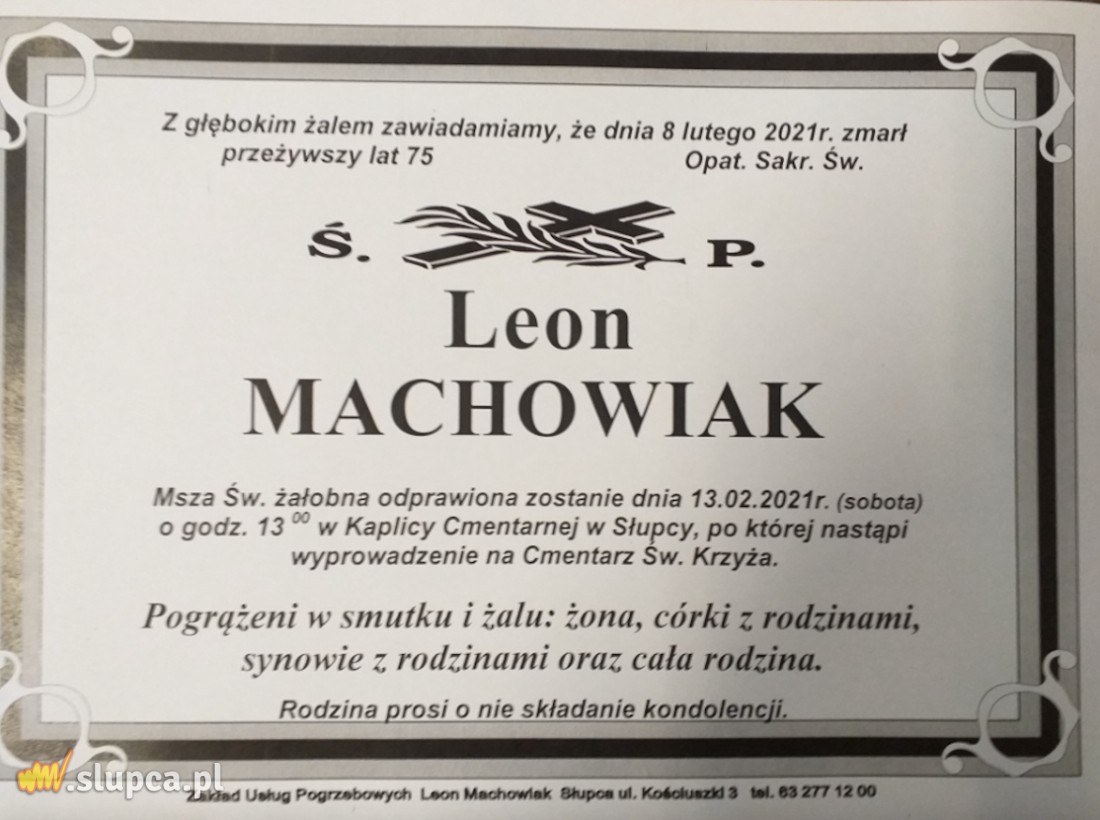 Z głębokim żalem zawiadamiamy, że dnia 8 lutego 2021r. zmarł
przeżywszy lat 75 Opat. Sakr. Św.
Ś. P.
Leon
MACHOWIAK
Msza Św. żałobna odprawiona zostanie dnia 13.02.2021r. (sobota)
o godz. 13 00 w Kaplicy Cmentarnej w Słupcy, po której nastąpi
wyprowadzenie na Cmentarz Św. Krzyża.
Pogrążeni w smutku i żalu: żona, córki z rodzinami,
synowie z rodzinami oraz cała rodzina.
Rodzina prosi o nie składanie kondolencji.
.slupca.pl
Zakład Usług Pogrzebowych Leon Machowiak Słupca ul. Kościuszki 3 tel. 63 277 12 00